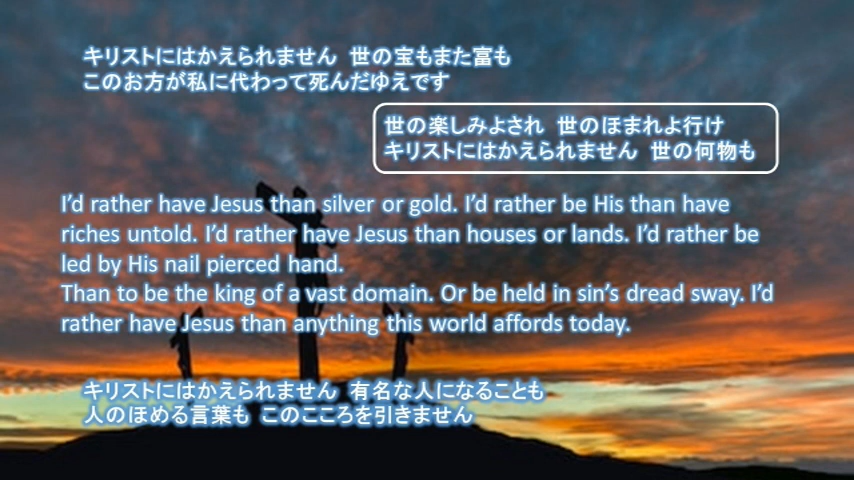 キリストにはかえられません 世の宝もまた富も
このお方が私に代わって死んだゆえです
世の楽しみよされ 世のほまれよ行け
キリストにはかえられません 世の何物も
I’d rather have Jesus than silver or gold. I’d rather be His than have
riches untold. I’d rather have Jesus than houses or lands. I’d rather be
led by His nail pierced hand.
Than to be the king of a vast domain. Or be held in sin’s dread sway. I’d
rather have Jesus than anything this world affords today.
キリストにはかえられません 有名な人になることも
人のほめる言葉も このこころを引きません